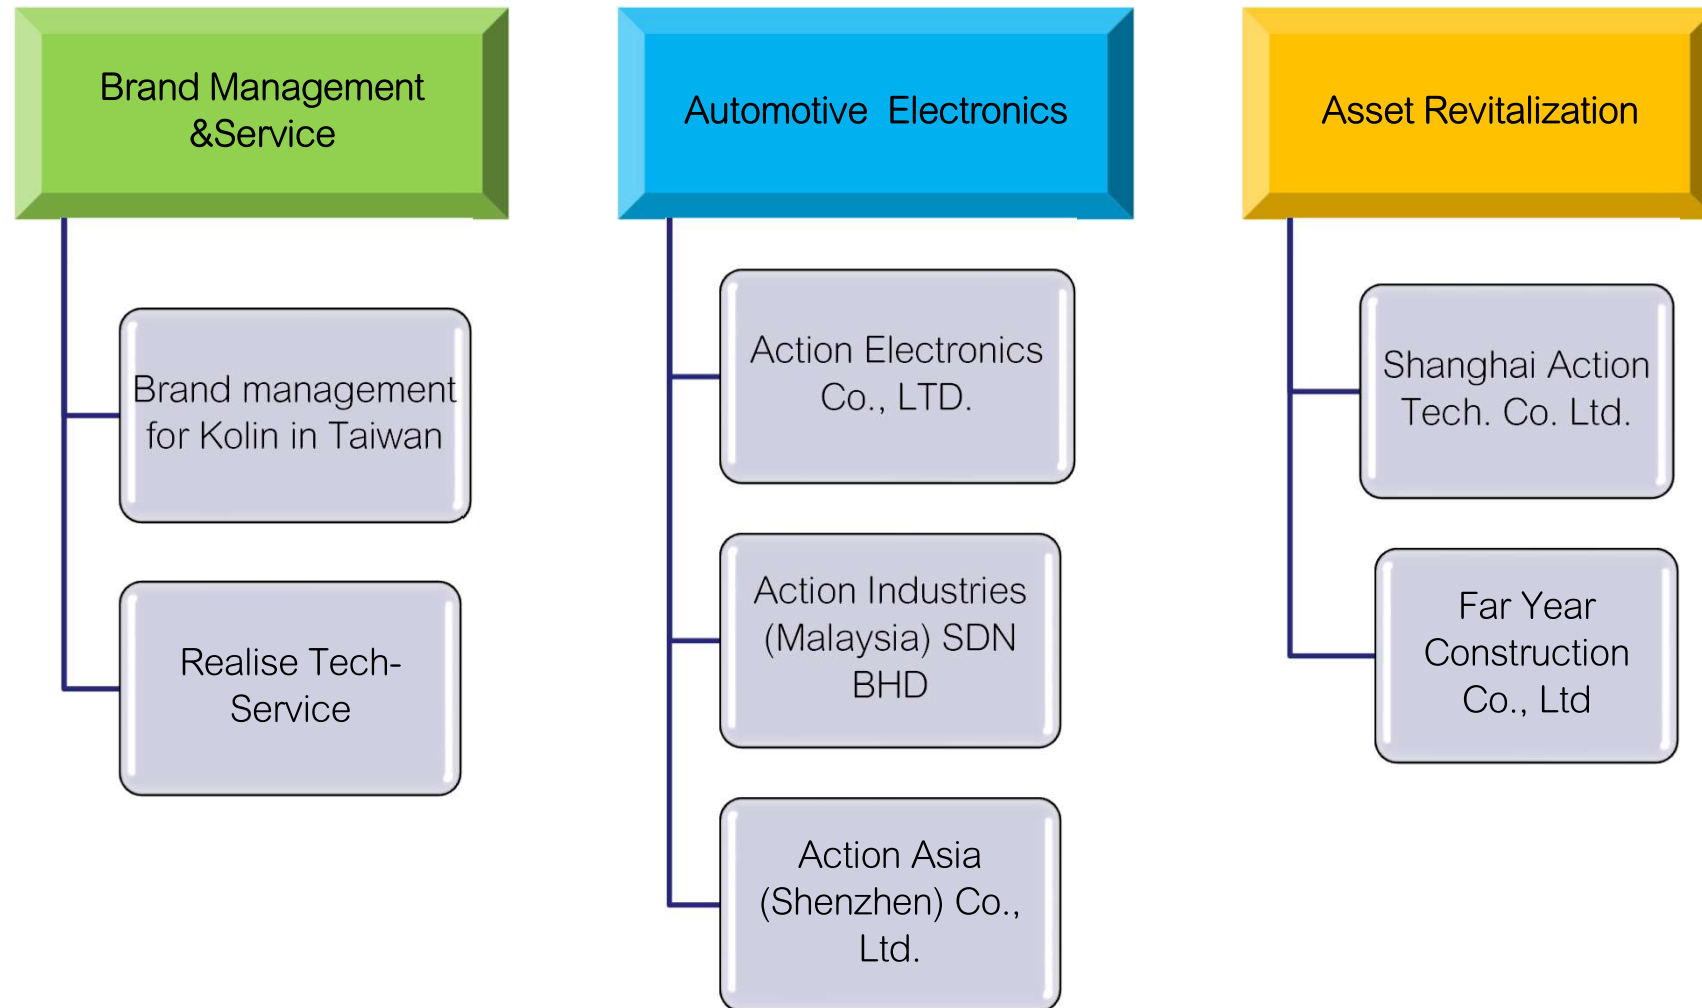 Brand Management
&Service
Brand management
for Kolin in Taiwan
Realise Tech-
Service
Automotive  Electronics
Action Electronics
Co., LTD.
Action Industries
(Malaysia) SDN
BHD
Action Asia
(Shenzhen) Co.,
Ltd.
Asset Revitalization
Shanghai Action
Tech. Co. Ltd.
Far Year
Construction
Co., Ltd